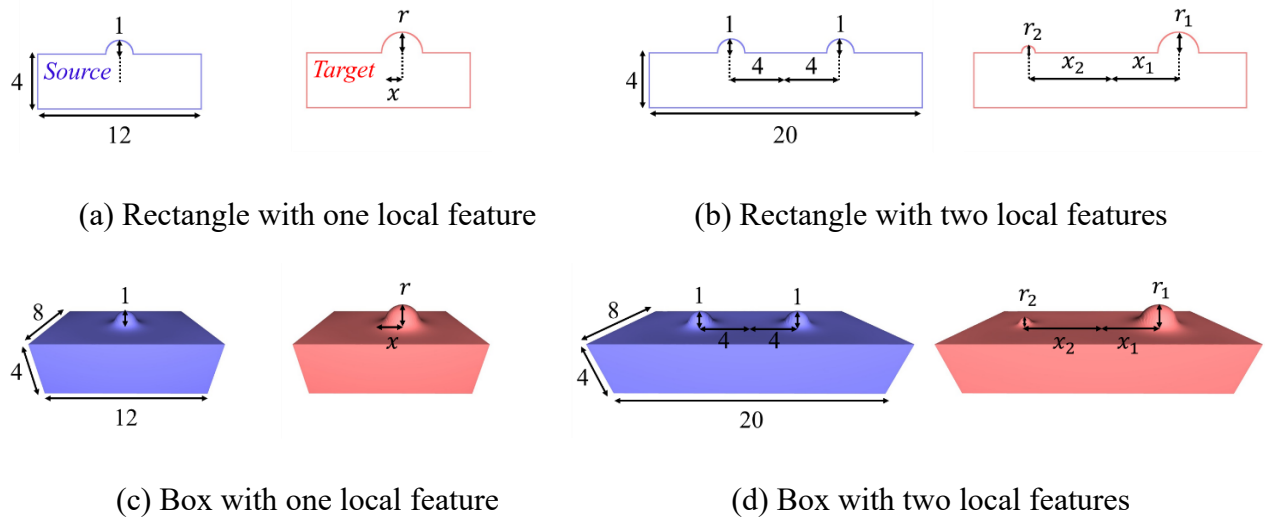 1
r
4
Source
12
Target
x
1
1
4
4
4
20
r₂
r₁
x₂
x₁
(a) Rectangle with one local feature
(b) Rectangle with two local features
1
8
4
12
r
x
1
1
8
4
4
4
20
r₂
r₁
x₂
x₁
(c) Box with one local feature
(d) Box with two local features